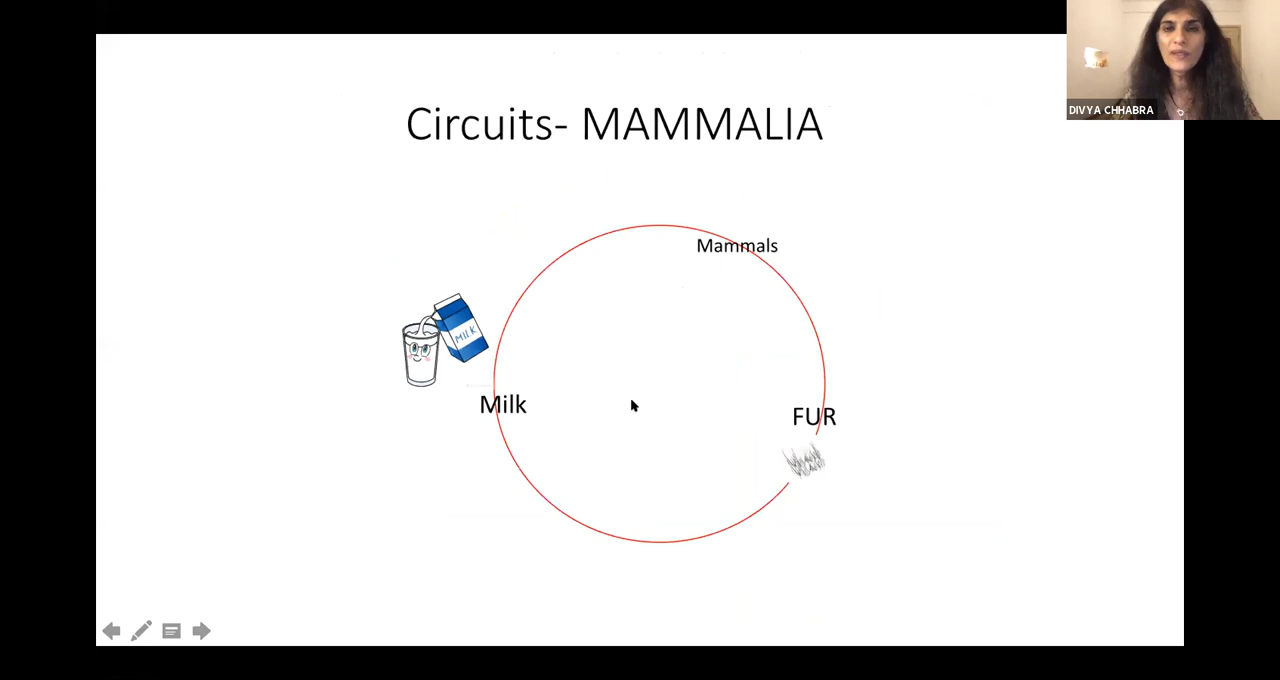 DIVYA CHHABRA
Circuits- MAMMALIA
Mammals
MILK
Milk
FUR